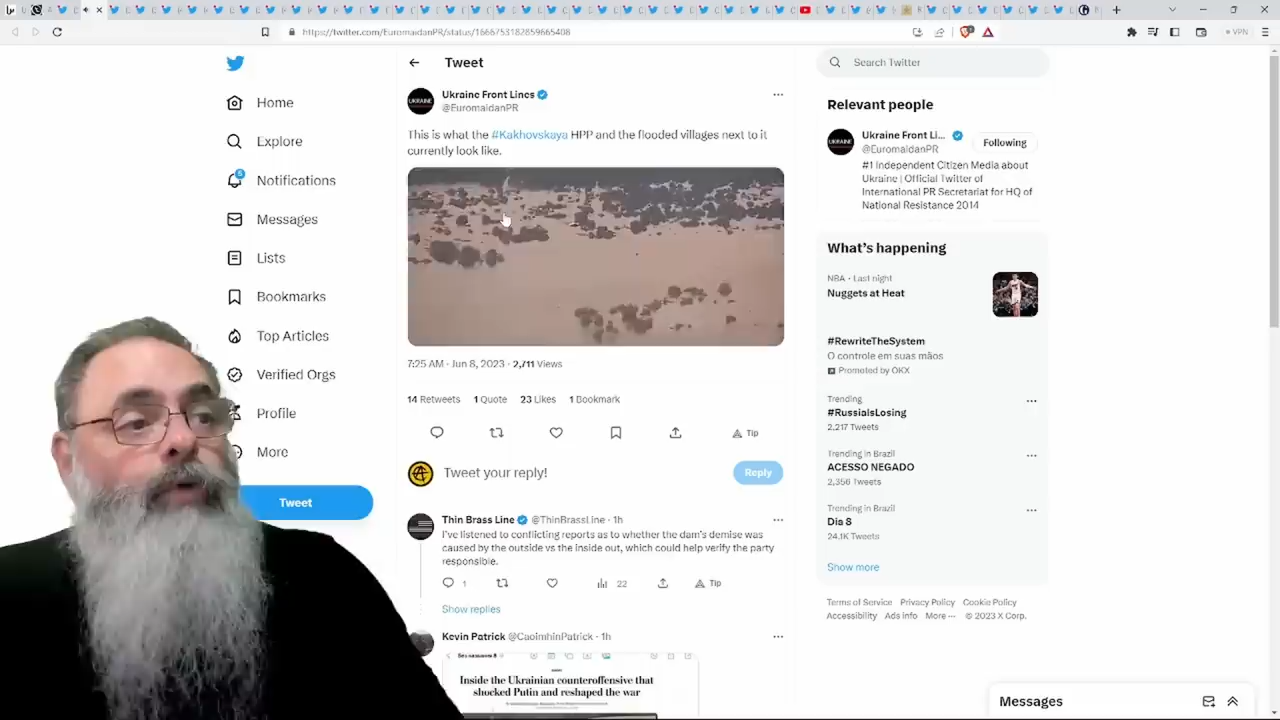 https://twitter.com/EuromaidanPR/status/1666753182859665408
VPN
Home
Explore
6
Notifications
Messages
Lists
Bookmarks
Top Articles
Verified Orgs
Profile
More
Tweet
Tweet
Ukraine Front Lines
@EuromaidanPR
This is what the #Kakhovskaya HPP and the flooded villages next to it
currently look like.
7:25 AM · Jun 8, 2023 · 2,711 Views
14 Retweets 1 Quote 23 Likes 1 Bookmark
Tip
Tweet your reply!
Reply
Thin Brass Line @ThinBrassLine · 1h
I've listened to conflicting reports as to whether the dam's demise was
caused by the outside vs the inside out, which could help verify the party
responsible.
1 22 Tip
Show replies
Kevin Patrick @CaoimhinPatrick · 1h
Inside the Ukrainian counteroffensive that
shocked Putin and reshaped the war
Search Twitter
Relevant people
Ukraine Front Li...
@EuromaidanPR
Following
#1 Independent Citizen Media about
Ukraine | Official Twitter of
International PR Secretariat for HQ of
National Resistance 2014
What's happening
NBA · Last night
Nuggets at Heat
#RewriteTheSystem
O controle em suas mãos
Promoted by OKX
Trending
#RussiaIsLosing
2,217 Tweets
Trending in Brazil
ACESSO NEGADO
2,356 Tweets
Trending in Brazil
Dia 8
24.1K Tweets
Show more
Terms of Service Privacy Policy Cookie Policy
Accessibility Ads info More ··· © 2023 X Corp.
Messages